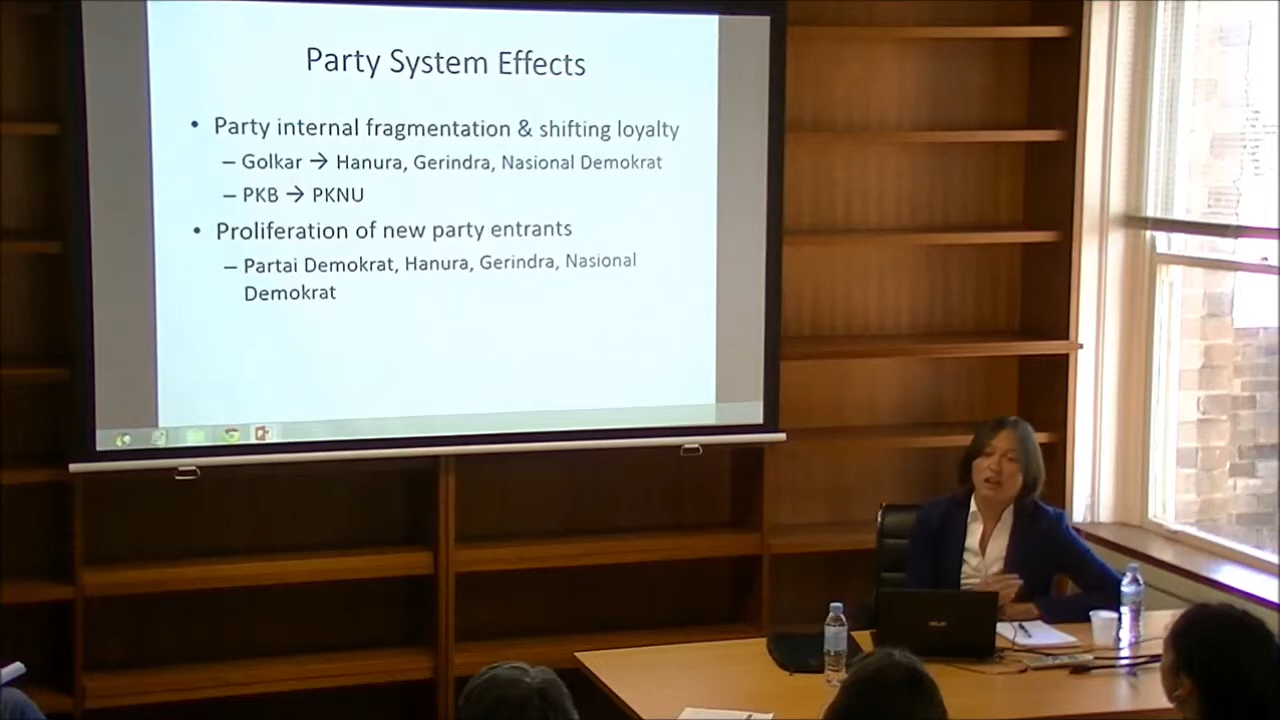 Party System Effects
• Party internal fragmentation & shifting loyalty
– Golkar → Hanura, Gerindra, Nasional Demokrat
– PKB → PKNU
• Proliferation of new party entrants
– Partai Demokrat, Hanura, Gerindra, Nasional
Demokrat